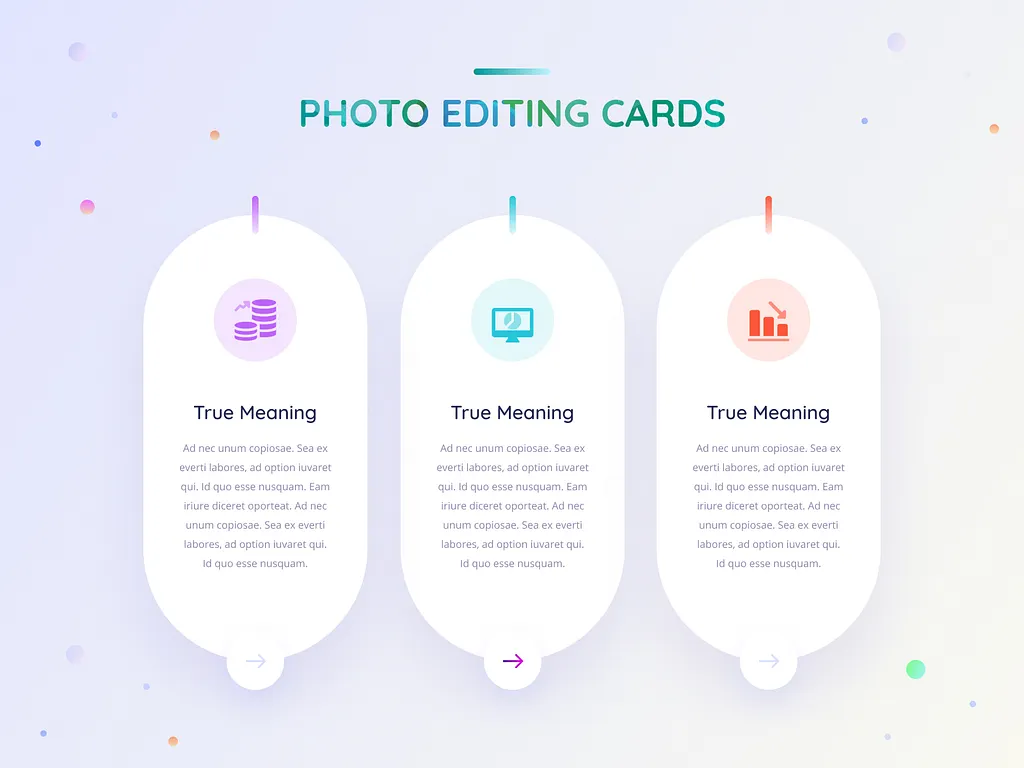 PHOTO EDITING CARDS
True Meaning
Ad nec unum copiosae. Sea ex
everti labores, ad option iuvaret
qui. Id quo esse nusquam. Eam
iriure diceret oporteat. Ad nec
unum copiosae. Sea ex everti
labores, ad option iuvaret qui.
Id quo esse nusquam.
True Meaning
Ad nec unum copiosae. Sea ex
everti labores, ad option iuvaret
qui. Id quo esse nusquam. Eam
iriure diceret oporteat. Ad nec
unum copiosae. Sea ex everti
labores, ad option iuvaret qui.
Id quo esse nusquam.
True Meaning
Ad nec unum copiosae. Sea ex
everti labores, ad option iuvaret
qui. Id quo esse nusquam. Eam
iriure diceret oporteat. Ad nec
unum copiosae. Sea ex everti
labores, ad option iuvaret qui.
Id quo esse nusquam.